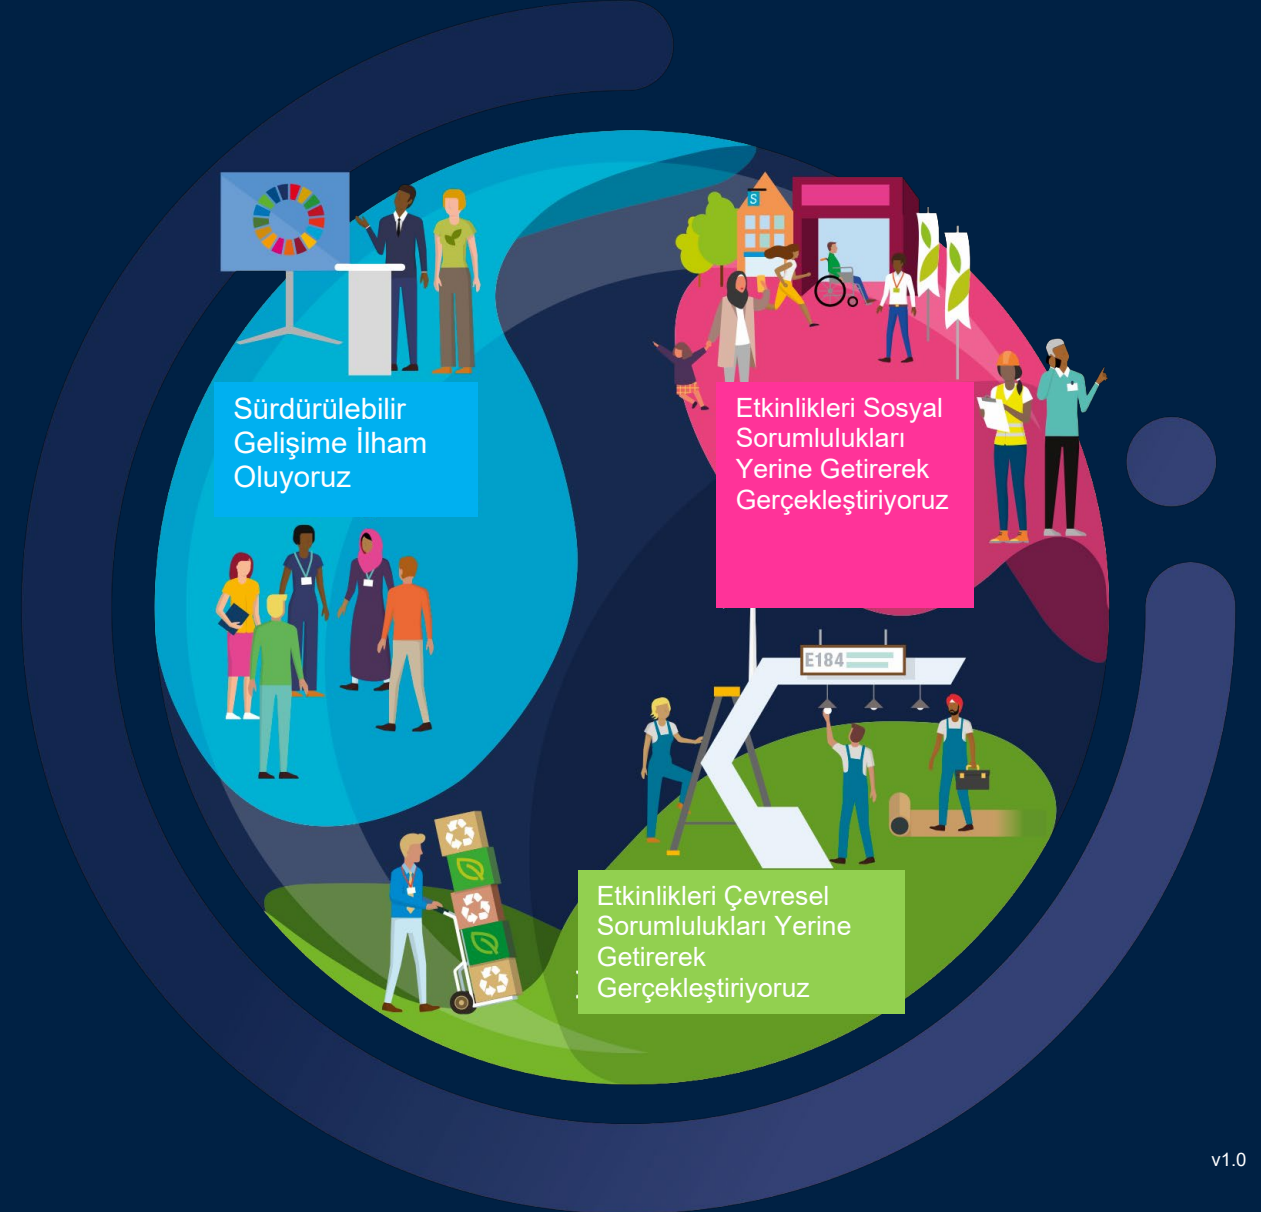 S
Sürdürülebilir
Gelişime İlham
Oluyoruz
Etkinlikleri Sosyal
Sorumlulukları
Yerine Getirerek
Gerçekleştiriyoruz
E184
Etkinlikleri Çevresel
Sorumlulukları Yerine
Getirerek
Gerçekleştiriyoruz
v1.0